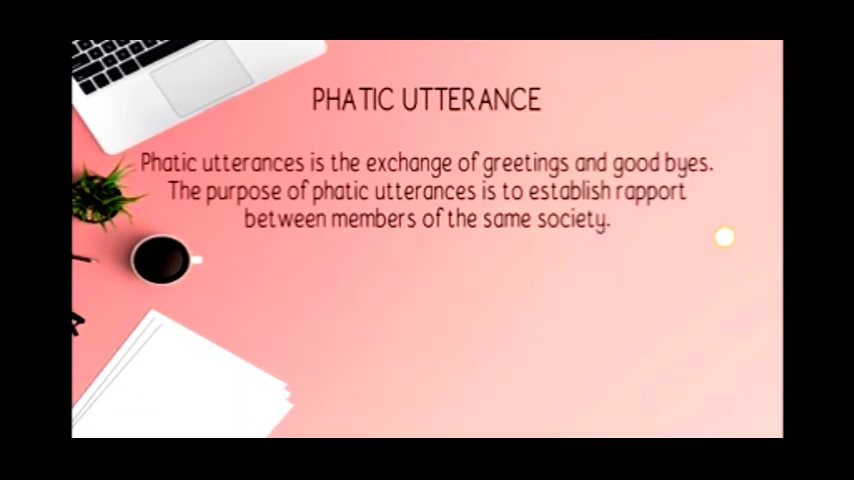 PHATIC UTTERANCE
Phatic utterances is the exchange of greetings and good byes.
The purpose of phatic utterances is to establish rapport
between members of the same society.